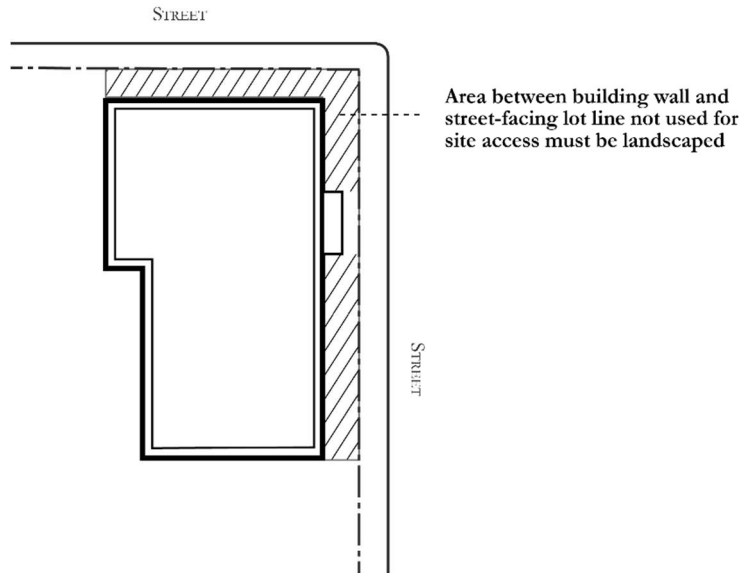 STREET
Area between building wall and
street-facing lot line not used for
site access must be landscaped
STREET